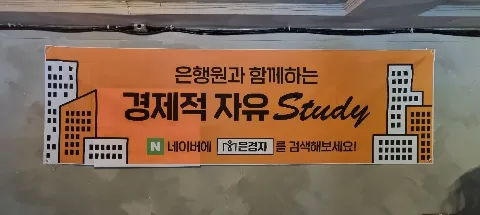 은행원과 함께하는
경제적 자유 Study
N 네이버에 은경자 를 검색해보세요!